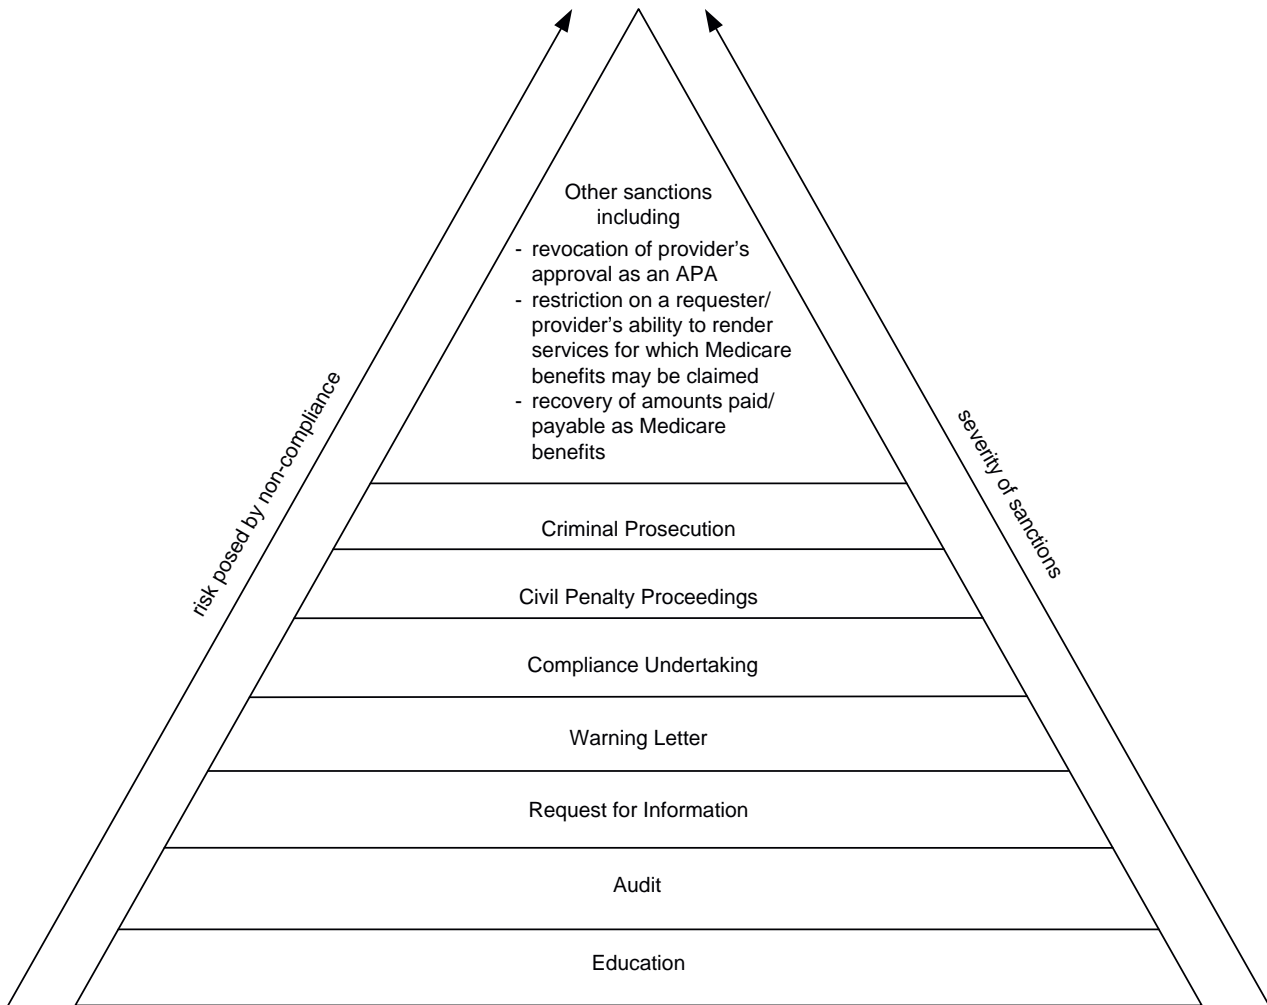 Other sanctions
including
- revocation of provider's
approval as an APA
- restriction on a requester/
provider's ability to render
services for which Medicare
benefits may be claimed
- recovery of amounts paid/
payable as Medicare
benefits
risk posed by non-compliance
severity of sanctions
Criminal Prosecution
Civil Penalty Proceedings
Compliance Undertaking
Warning Letter
Request for Information
Audit
Education